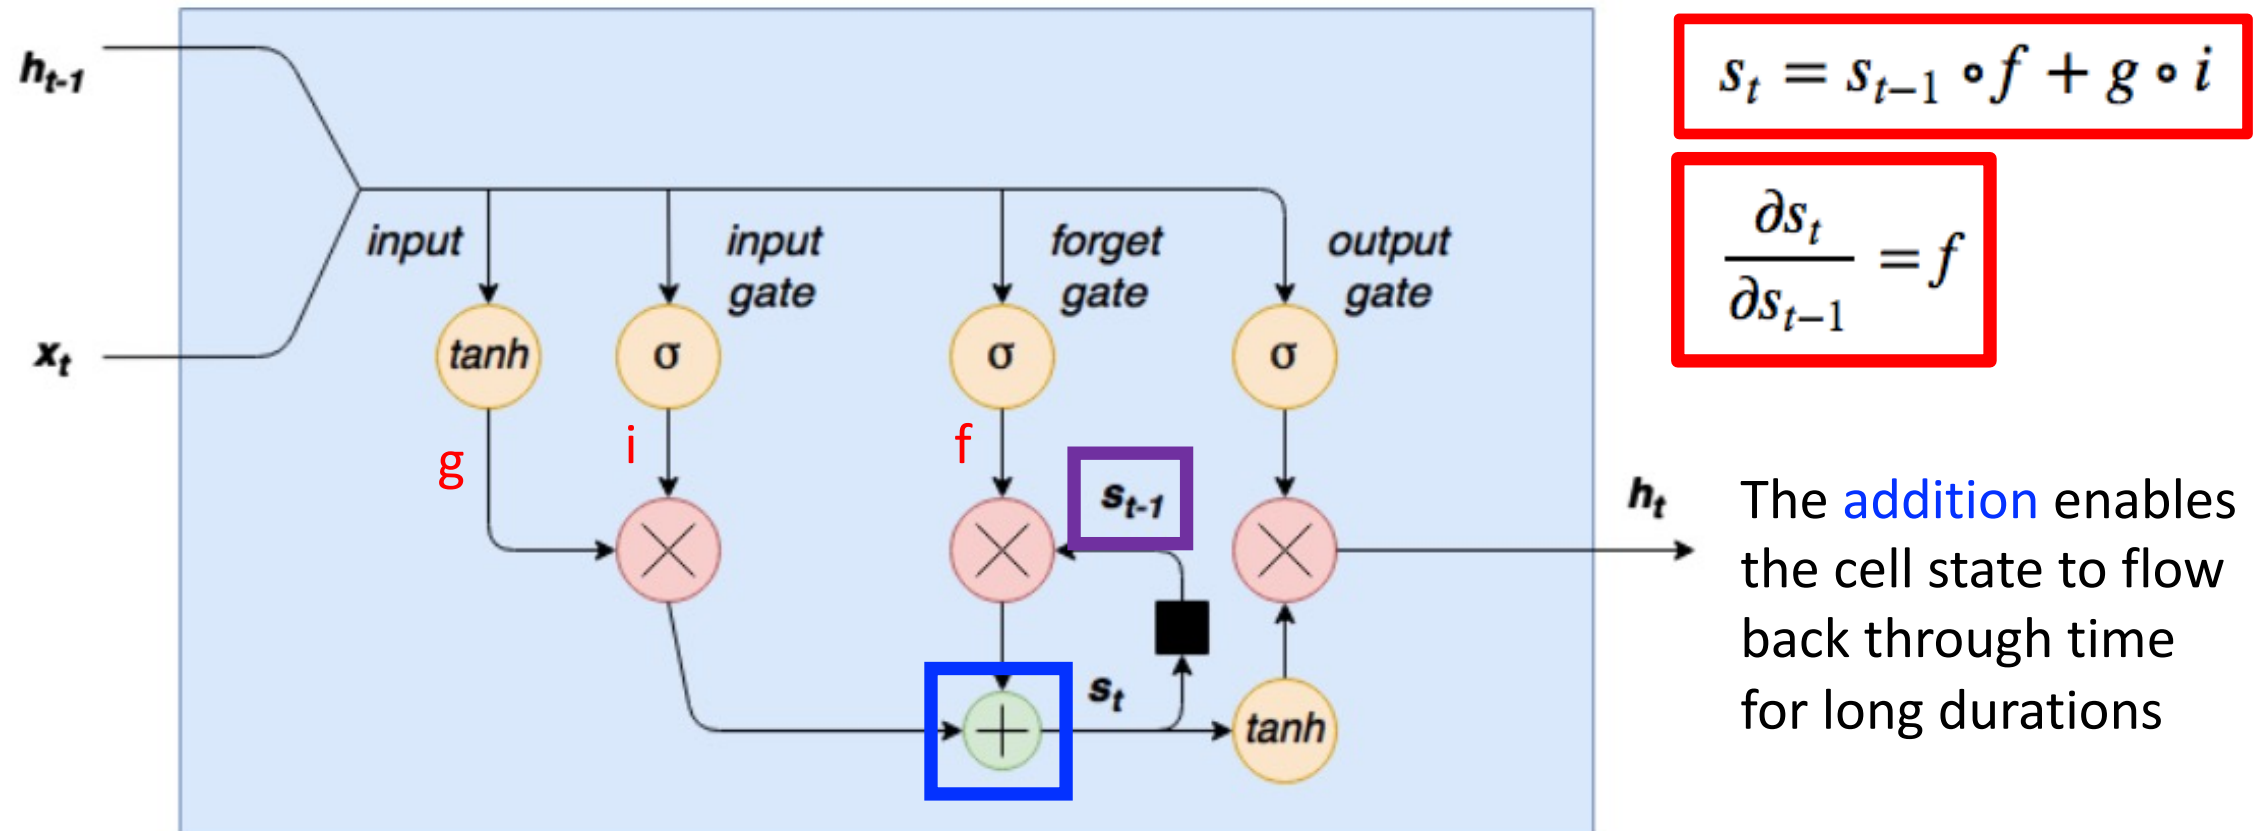 h_{t-1}
x_t
input
input
gate
forget
gate
output
gate
tanh
σ
σ
σ
g
i
f
s_{t-1}
s_t
tanh
h_t
s_t = s_{t-1} ∘ f + g ∘ i
∂s_t / ∂s_{t-1} = f
The addition enables
the cell state to flow
back through time
for long durations